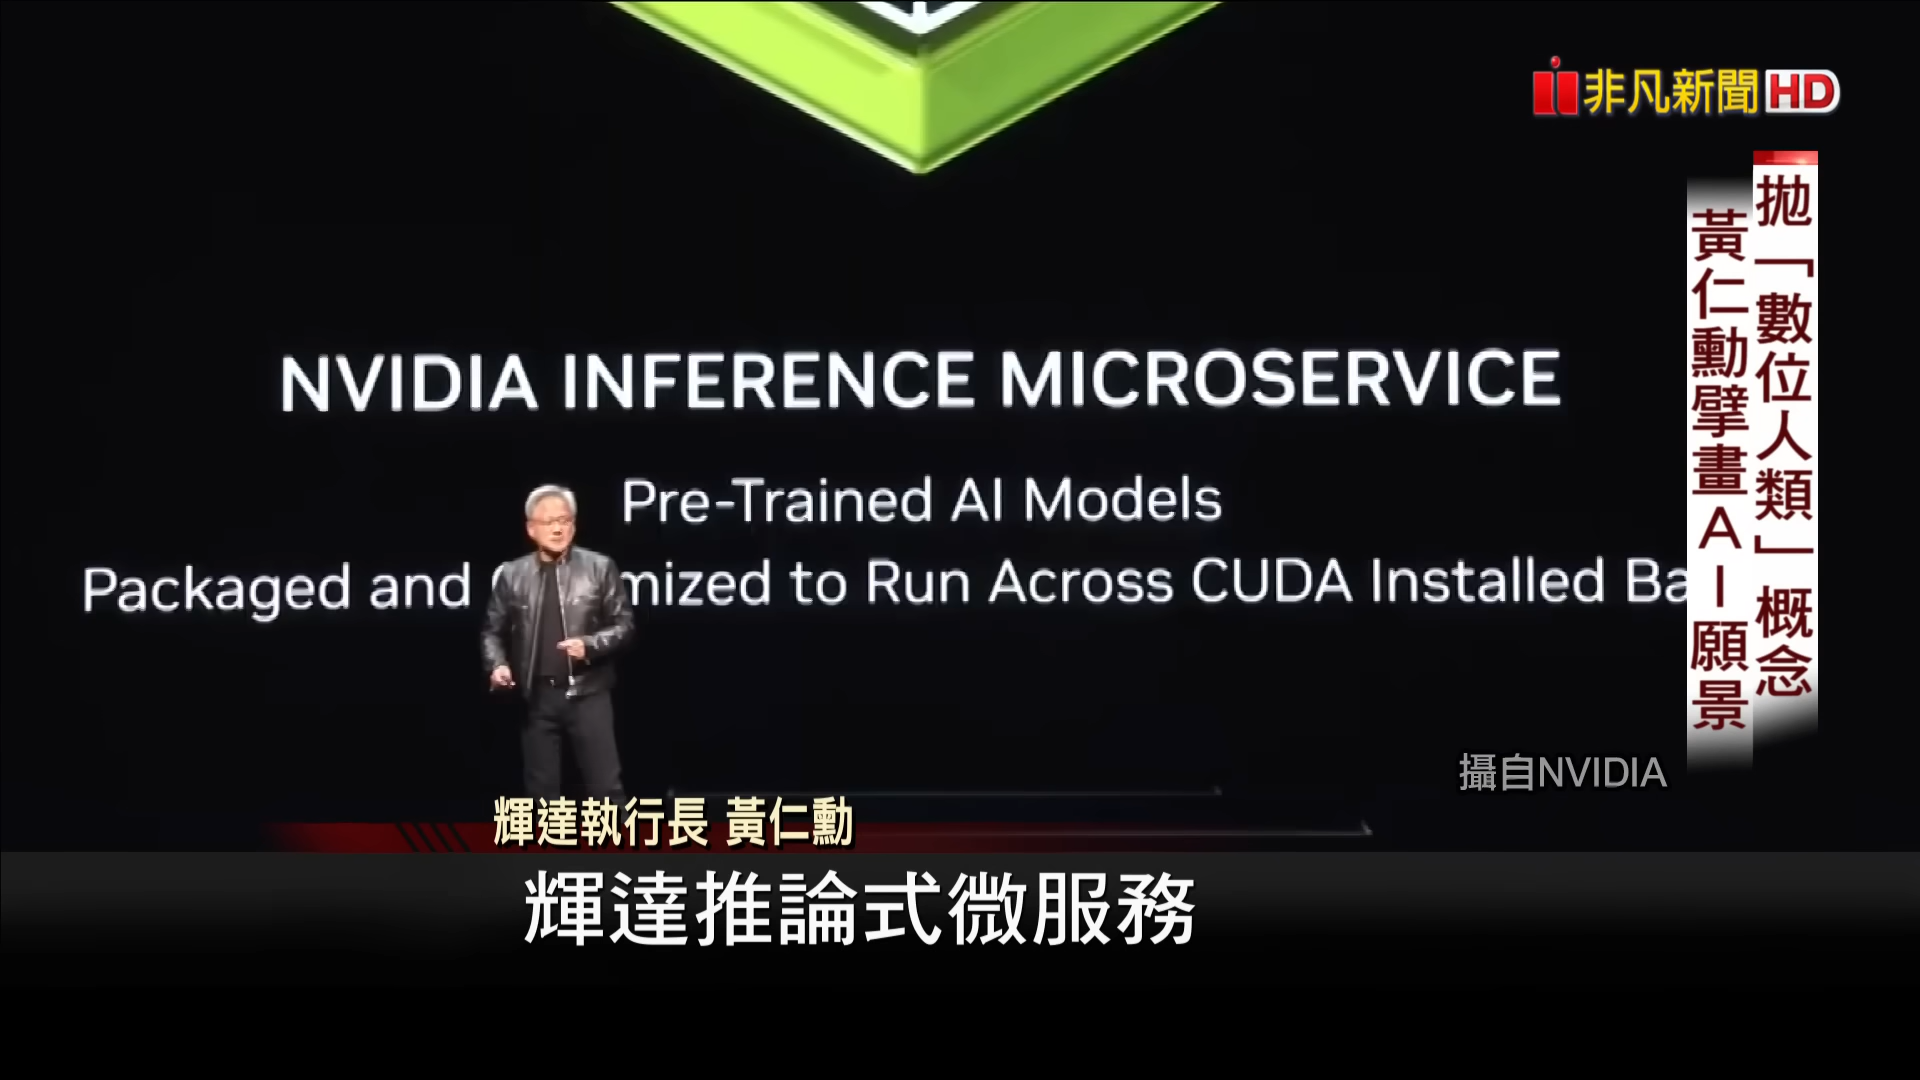 非凡新聞HD
拋「數位人類」概念
黃仁勳擘畫AI願景
NVIDIA INFERENCE MICROSERVICE
Pre-Trained AI Models
Packaged and mized to Run Across CUDA Installed Ba
攝自NVIDIA
輝達執行長 黃仁勳
輝達推論式微服務